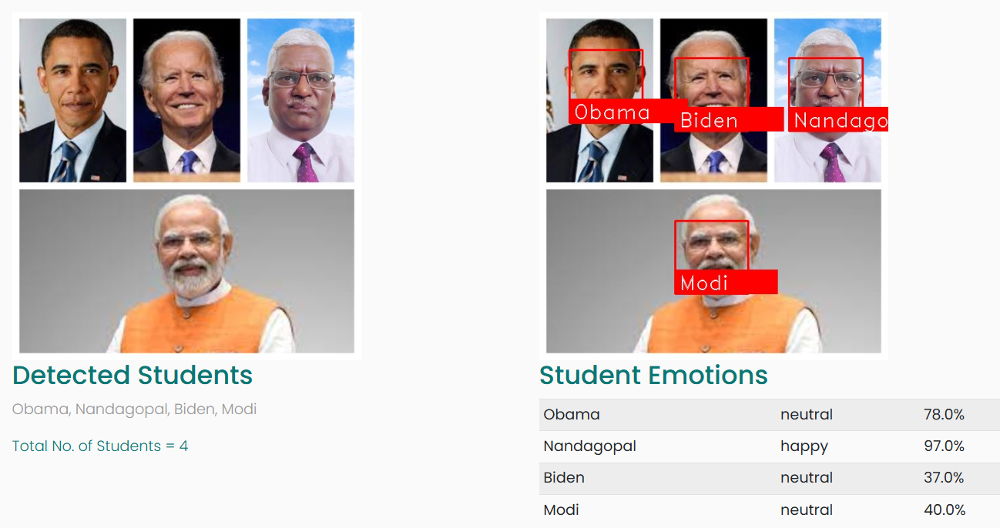 Obama
Biden
Nandago
Modi
Detected Students
Obama, Nandagopal, Biden, Modi
Total No. of Students = 4
Student Emotions
Obama neutral 78.0%
Nandagopal happy 97.0%
Biden neutral 37.0%
Modi neutral 40.0%